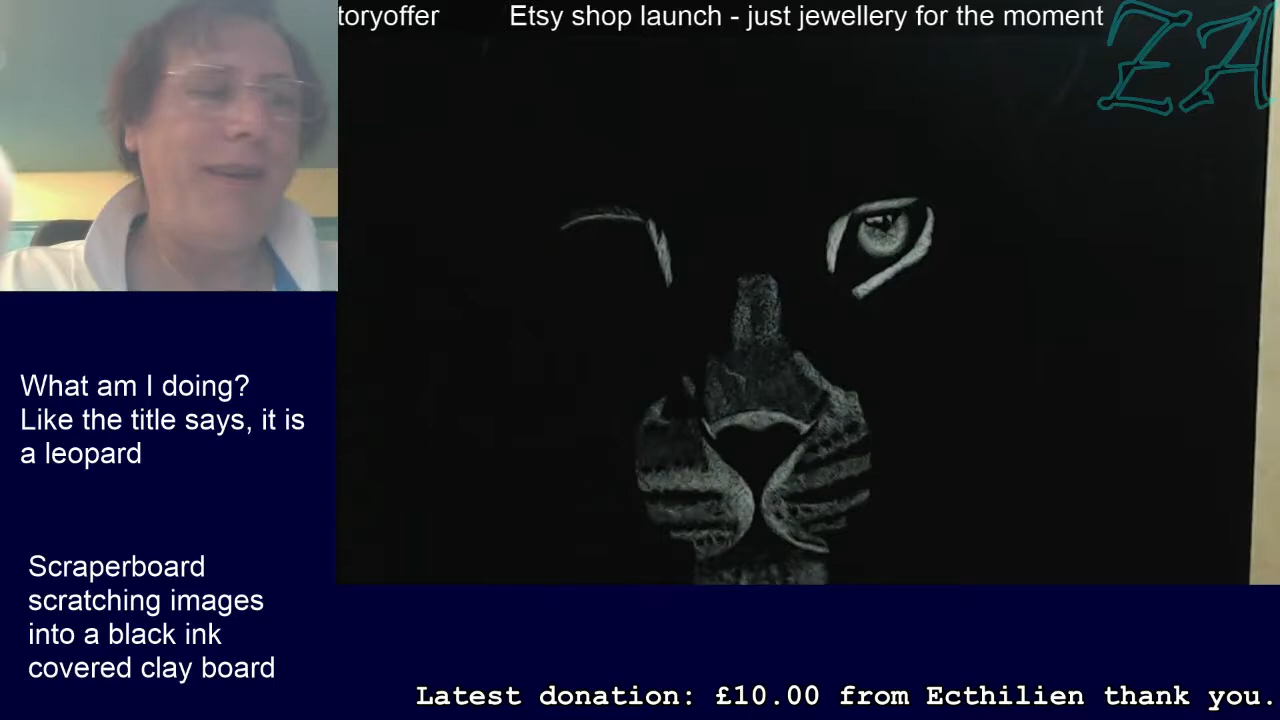 toryoffer Etsy shop launch - just jewellery for the moment
ZA
What am I doing?
Like the title says, it is
a leopard
Scraperboard
scratching images
into a black ink
covered clay board
Latest donation: £10.00 from Ecthilien thank you.